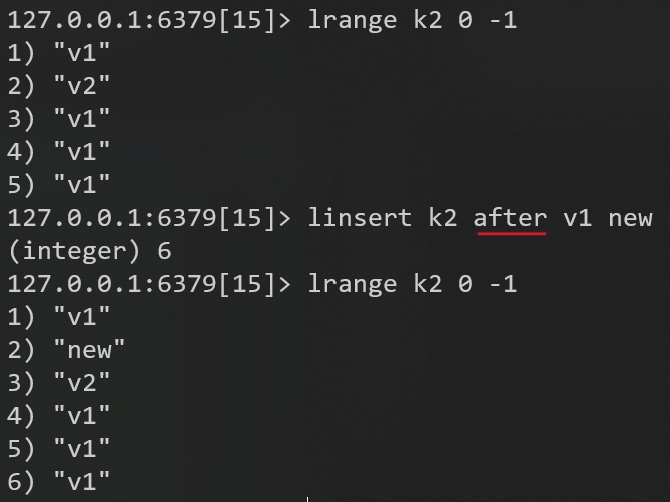 127.0.0.1:6379[15]> lrange k2 0 -1
1) "v1"
2) "v2"
3) "v1"
4) "v1"
5) "v1"
127.0.0.1:6379[15]> linsert k2 after v1 new
(integer) 6
127.0.0.1:6379[15]> lrange k2 0 -1
1) "v1"
2) "new"
3) "v2"
4) "v1"
5) "v1"
6) "v1"